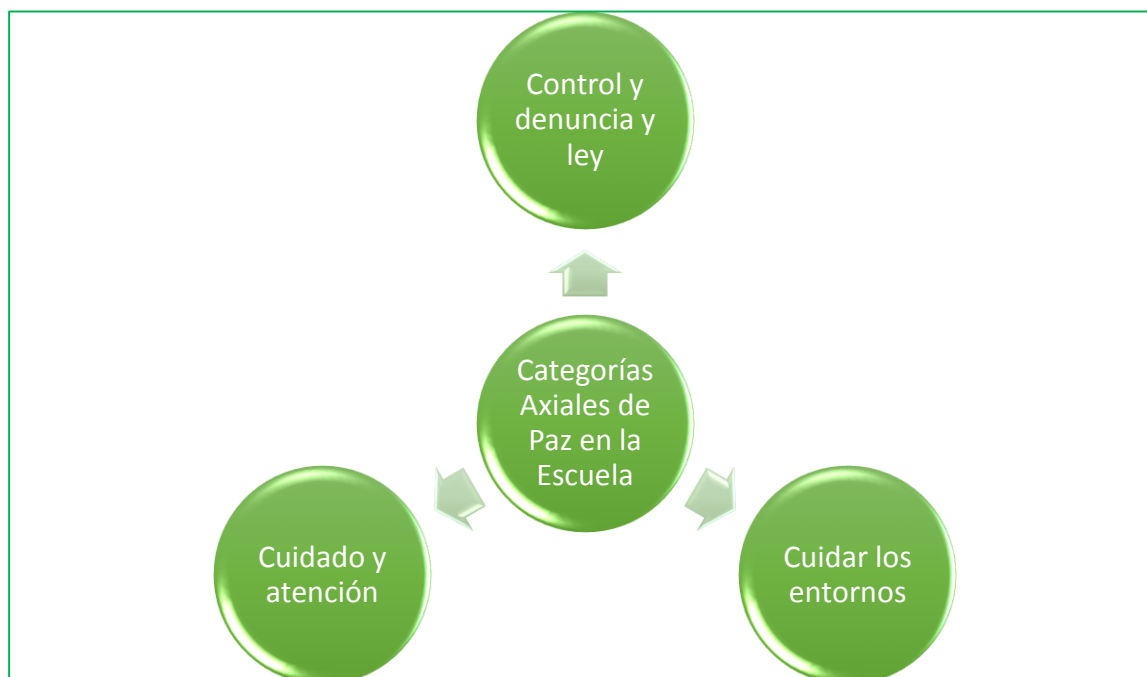 Control y
denuncia y
ley
Categorías
Axiales de
Paz en la
Escuela
Cuidado y
atención
Cuidar los
entornos